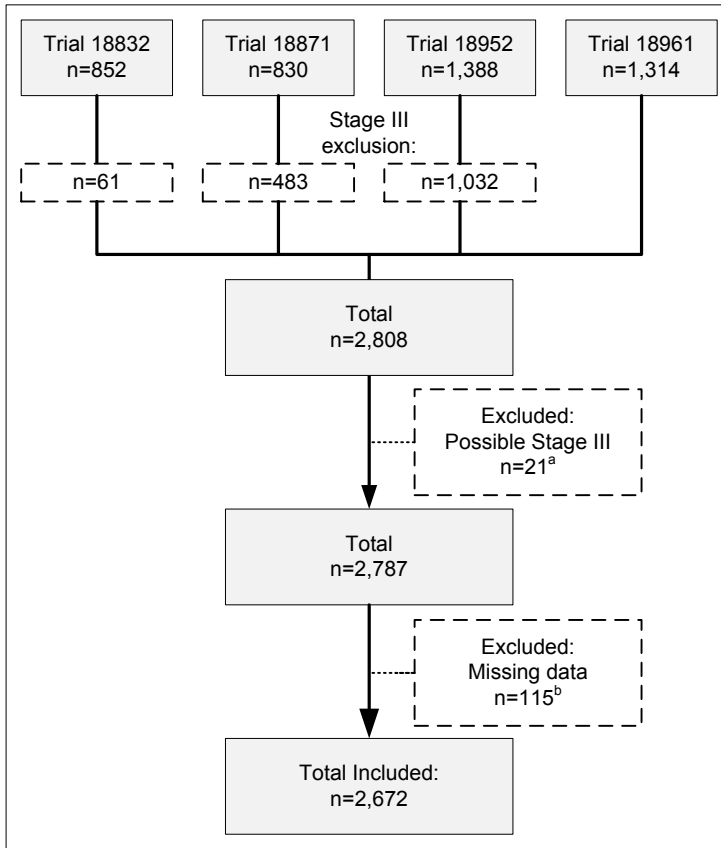 Trial 18832
n=852
Trial 18871
n=830
Trial 18952
n=1,388
Trial 18961
n=1,314
Stage III
exclusion:
n=61
n=483
n=1,032
Total
n=2,808
Excluded:
Possible Stage III
n=21ᵃ
Total
n=2,787
Excluded:
Missing data
n=115ᵇ
Total Included:
n=2,672